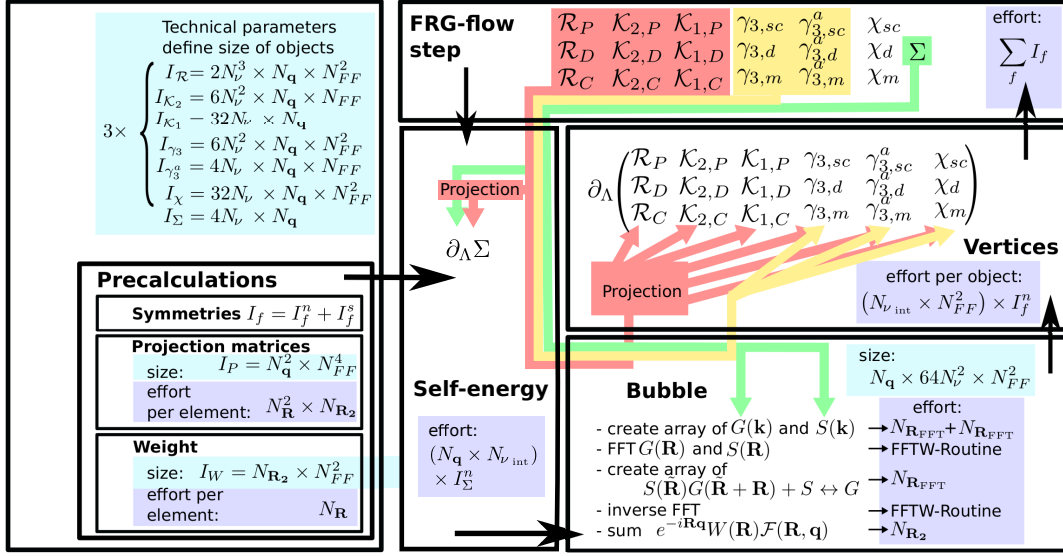 Technical parameters
define size of objects
3×
I_R = 2N_ν^3 × N_q × N_FF^2
I_K₂ = 6N_ν^2 × N_q × N_FF^2
I_K₁ − 32N_ν × N_q
I_γ₃ = 6N_ν^2 × N_q × N_FF^2
I_γ₃^a = 4N_ν × N_q × N_FF
I_χ = 32N_ν × N_q × N_FF^2
I_Σ = 4N_ν × N_q
Precalculations
Symmetries I_f = I_f^n + I_f^s
Projection matrices
size: I_P = N_q^2 × N_FF^4
effort
per element: N_R^2 × N_R₂
Weight
size: I_W = N_R₂ × N_FF^2
effort per
element: N_R
FRG-flow
step
R_P K_2,P K_1,P γ_3,sc γ_3,sc^a χ_sc
R_D K_2,D K_1,D γ_3,d γ_3,d^a χ_d Σ
R_C K_2,C K_1,C γ_3,m γ_3,m^a χ_m
effort:
∑_f I_f
Projection
∂_Λ Σ
Self-energy
effort:
(N_q × N_ν int)
× I_Σ^n
R_P K_2,P K_1,P γ_3,sc γ_3,sc^a χ_sc
∂_Λ ( R_D K_2,D K_1,D γ_3,d γ_3,d^a χ_d )
R_C K_2,C K_1,C γ_3,m γ_3,m^a χ_m
Vertices
Projection
effort per object:
(N_ν int × N_FF^2) × I_f^n
Bubble
size:
N_q × 64N_ν^2 × N_FF^2
effort:
- create array of G(k) and S(k) → N_R_FFT + N_R_FFT
- FFT G(R) and S(R) → FFTW-Routine
- create array of
S(R̃)G(R̃ + R) + S ↔ G → N_R_FFT
- inverse FFT → FFTW-Routine
- sum e^{−iRq} W(R)F(R, q) → N_R₂